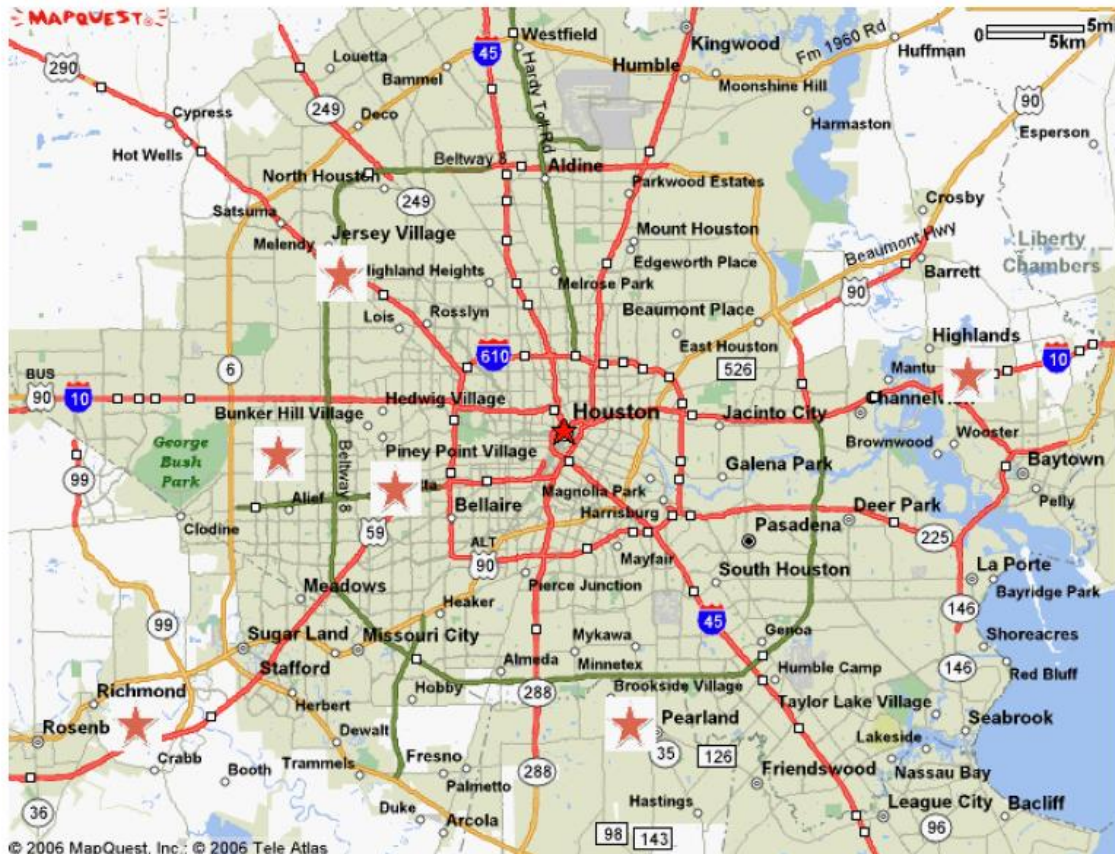 MAPQUEST
Westfield
Kingwood
Fm 1960 Rd
Huffman
5mi
5km
290
Louetta
Bammel
45
Hardy Toll Rd
Humble
Moonshine Hill
90
Cypress
249
Deco
Harmaston
Esperson
Hot Wells
Beltway 8
Aldine
North Houston
249
Parkwood Estates
Crosby
Satsuma
Melendy
Jersey Village
Mount Houston
Beaumont Hwy
Liberty
Chambers
Highland Heights
Edgeworth Place
Barrett
Melrose Park
90
Lois
Rosslyn
Beaumont Place
Highlands
610
East Houston
6
526
Mantu
10
BUS
90
10
Hedwig Village
Houston
Jacinto City
Bunker Hill Village
Brownwood
Wooster
George
Bush
Park
Beltway 8
Piney Point Village
Galena Park
Baytown
99
Alief
Magnolia Park
Pelly
Clodine
Bellaire
Harrisburg
Deer Park
59
Pasadena
225
ALT
90
Mayfair
La Porte
Meadows
Pierce Junction
South Houston
Bayridge Park
Heaker
146
99
45
Sugar Land
Missouri City
Mykawa
Genoa
Shoreacres
Stafford
Almeda
Minnetex
Humble Camp
146
Red Bluff
Richmond
Hobby
288
Brookside Village
Taylor Lake Village
Herbert
Rosenb
Pearland
Seabrook
Dewalt
35
126
Lakeside
Crabb
Booth
Trammels
Fresno
288
Friendswood
Nassau Bay
Palmetto
36
Duke
Hastings
League City
Bacliff
Arcola
98
143
96
© 2006 MapQuest, Inc.; © 2006 Tele Atlas